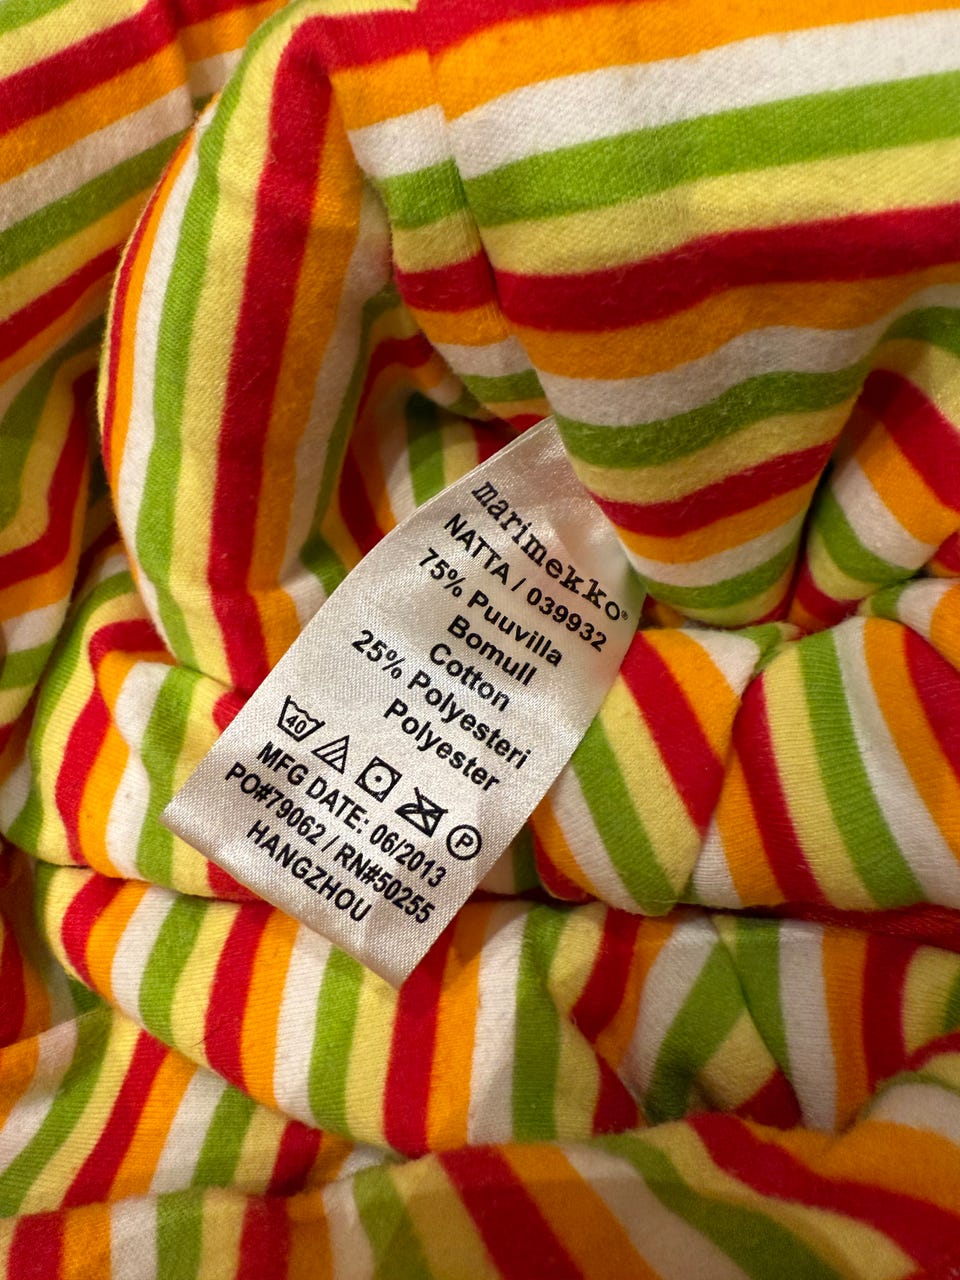 marimekko®
NATTA / 039932
75% Puuvilla
Bomull
Cotton
25% Polyesteri
Polyester
40
P
MFG DATE: 06/2013
PO#79062 / RN#50255
HANGZHOU